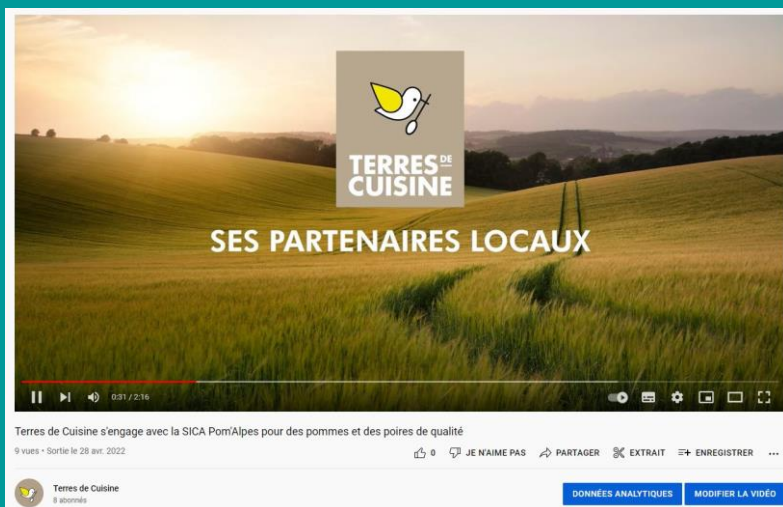 TERRES DE
CUISINE
SES PARTENAIRES LOCAUX
0:31 / 2:16
Terres de Cuisine s'engage avec la SICA Pom'Alpes pour des pommes et des poires de qualité
9 vues • Sortie le 28 avr. 2022
0 JE N'AIME PAS PARTAGER EXTRAIT ENREGISTRER ...
Terres de Cuisine
8 abonnés
DONNÉES ANALYTIQUES MODIFIER LA VIDÉO